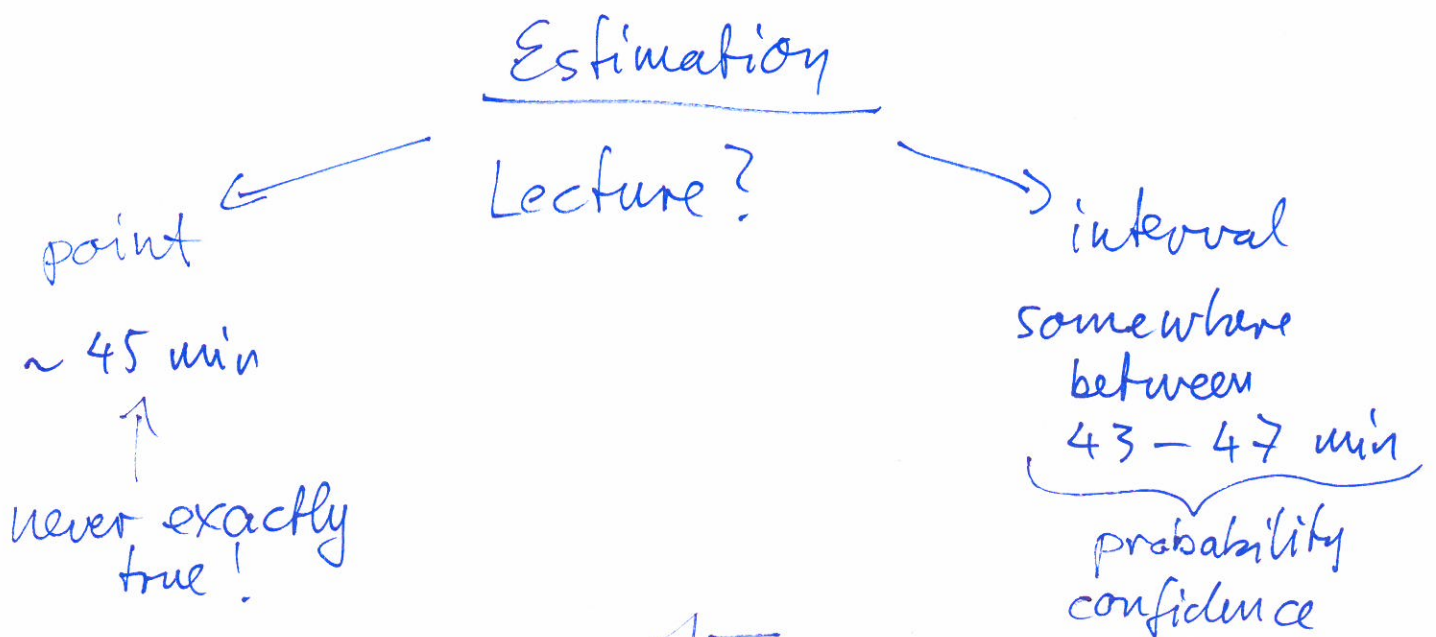 Estimation
Lecture?
point
~ 45 min
never exactly
true!
interval
somewhere
between
43 – 47 min
probability
confidence